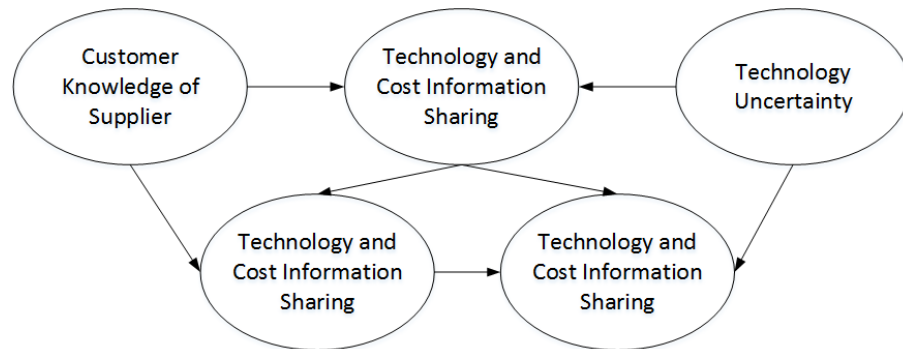 Customer
Knowledge of
Supplier
Technology and
Cost Information
Sharing
Technology
Uncertainty
Technology and
Cost Information
Sharing
Technology and
Cost Information
Sharing